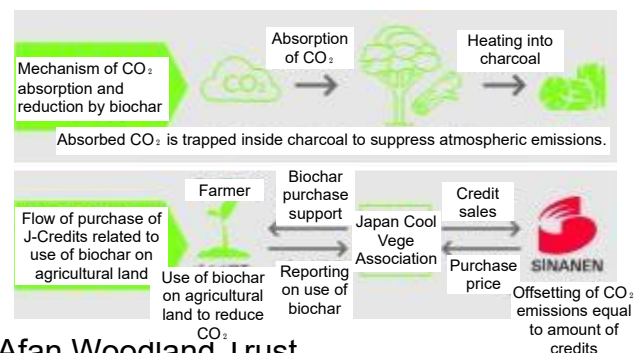 Mechanism of CO₂
absorption and
reduction by biochar
CO₂
Absorption
of CO₂
Heating into
charcoal
Absorbed CO₂ is trapped inside charcoal to suppress atmospheric emissions.
Flow of purchase of
J-Credits related to
use of biochar on
agricultural land
Farmer
Use of biochar
on agricultural
land to reduce
CO₂
Biochar
purchase
support
Reporting
on use of
biochar
Japan Cool
Vege
Association
Credit
sales
Purchase
price
SINANEN
Offsetting of CO₂
emissions equal
to amount of
credits
Afan Woodland Trust